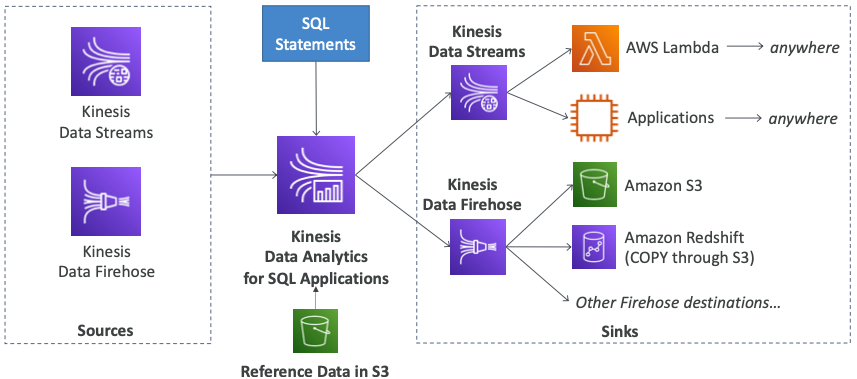 SQL
Statements
Kinesis
Data Streams
Kinesis
Data Firehose
Sources
Kinesis
Data Analytics
for SQL Applications
Reference Data in S3
Kinesis
Data Streams
AWS Lambda
anywhere
Applications
anywhere
Kinesis
Data Firehose
Amazon S3
Amazon Redshift
(COPY through S3)
Other Firehose destinations...
Sinks